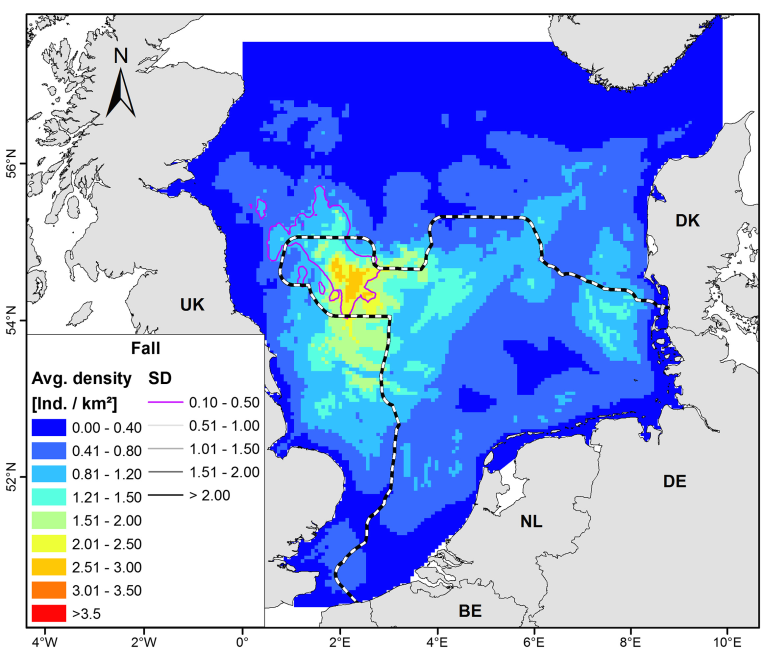 N
56°N
DK
UK
54°N
Fall
Avg. density SD
[Ind. / km²] 0.10 - 0.50
0.00 - 0.40 0.51 - 1.00
0.41 - 0.80 1.01 - 1.50
0.81 - 1.20 1.51 - 2.00
1.21 - 1.50 > 2.00
1.51 - 2.00
2.01 - 2.50
2.51 - 3.00
3.01 - 3.50
>3.5
52°N
DE
NL
BE
4°W 2°W 0° 2°E 4°E 6°E 8°E 10°E